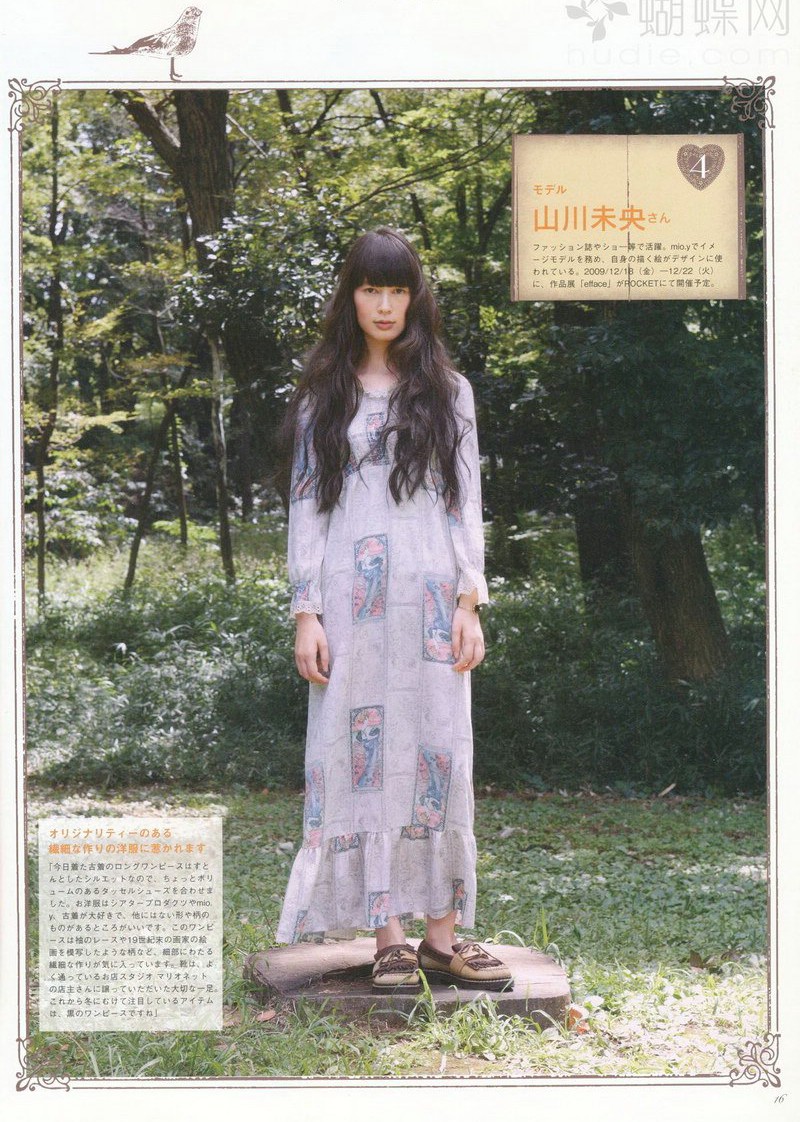 蝴蝶网
hudie.com
4
モデル
山川未央さん
ファッション誌やショー等で活躍。mio.yでイメ
ージモデルを務め、自身の描く絵がデザインに使
われている。2009/12/18（金）―12/22（火）
に、作品展「efface」がROCKETにて開催予定。
オリジナリティーのある
繊細な作りの洋服に惹かれます
「今日着た古着のロングワンピースはすと
んとしたシルエットなので、ちょっとボリ
ュームのあるタッセルシューズを合わせま
した。お洋服はシアタープロダクツやmio.
y、古着が大好きで、他にはない形や柄の
ものがあるところがいいです。このワンピ
ースは袖のレースや19世紀末の画家の絵
画を模写したような柄など、細部にわたる
繊細な作りが気に入っています。靴は、よ
く通っているお店スタジオ マリオネット
の店主さんに譲っていただいた大切な一足。
これから冬にむけて注目しているアイテム
は、黒のワンピースですね」
16